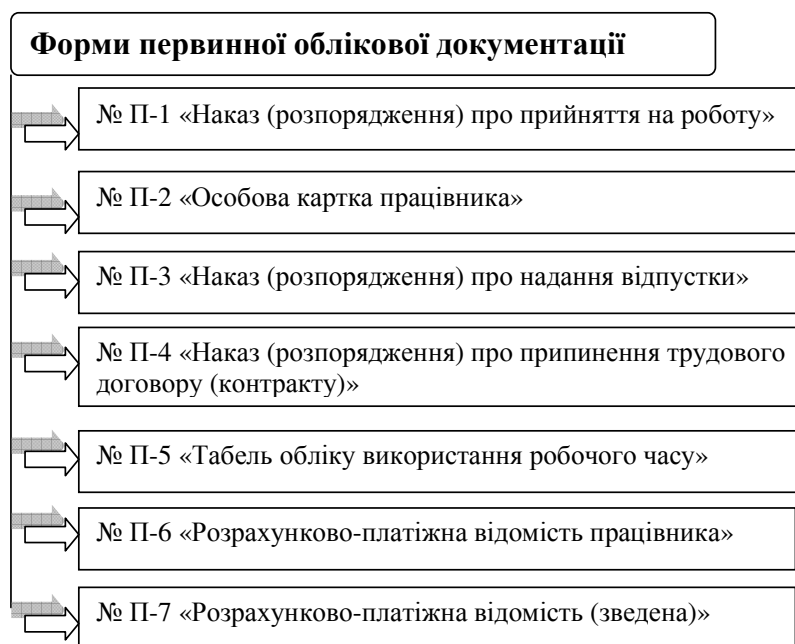 Форми первинної облікової документації
№ П-1 «Наказ (розпорядження) про прийняття на роботу»
№ П-2 «Особова картка працівника»
№ П-3 «Наказ (розпорядження) про надання відпустки»
№ П-4 «Наказ (розпорядження) про припинення трудового
договору (контракту)»
№ П-5 «Табель обліку використання робочого часу»
№ П-6 «Розрахунково-платіжна відомість працівника»
№ П-7 «Розрахунково-платіжна відомість (зведена)»